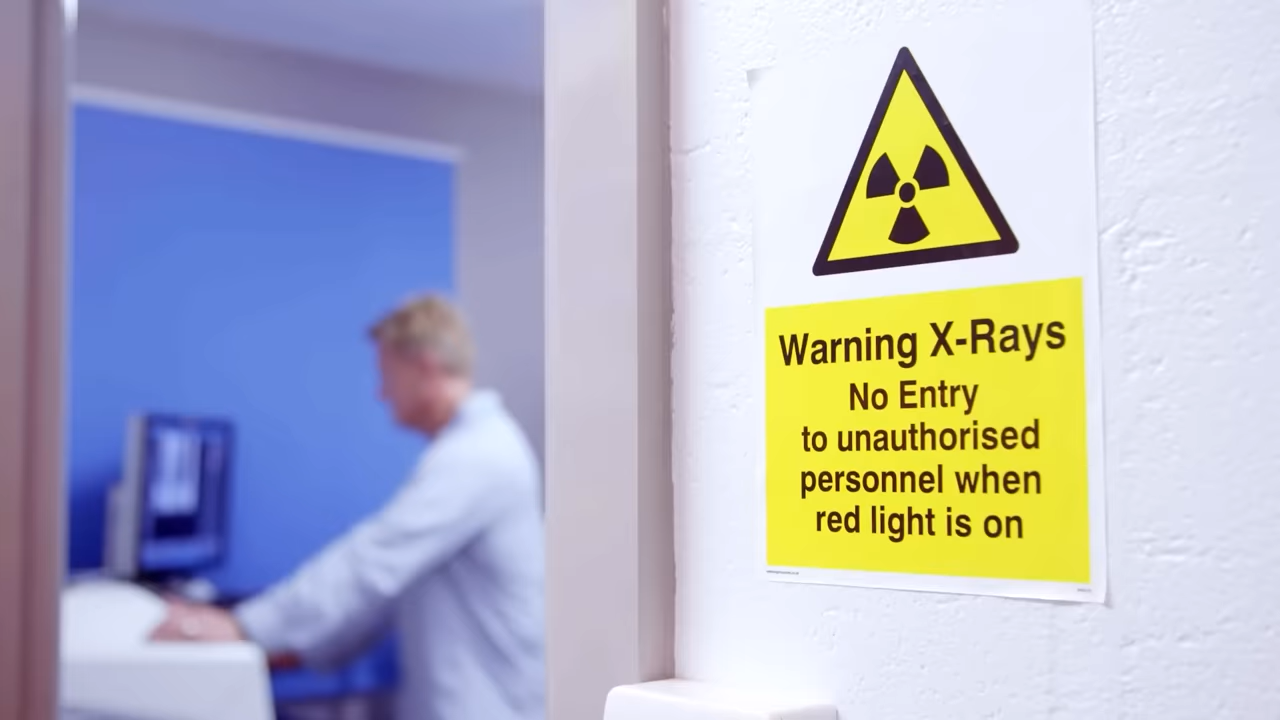 Warning X-Rays
No Entry
to unauthorised
personnel when
red light is on